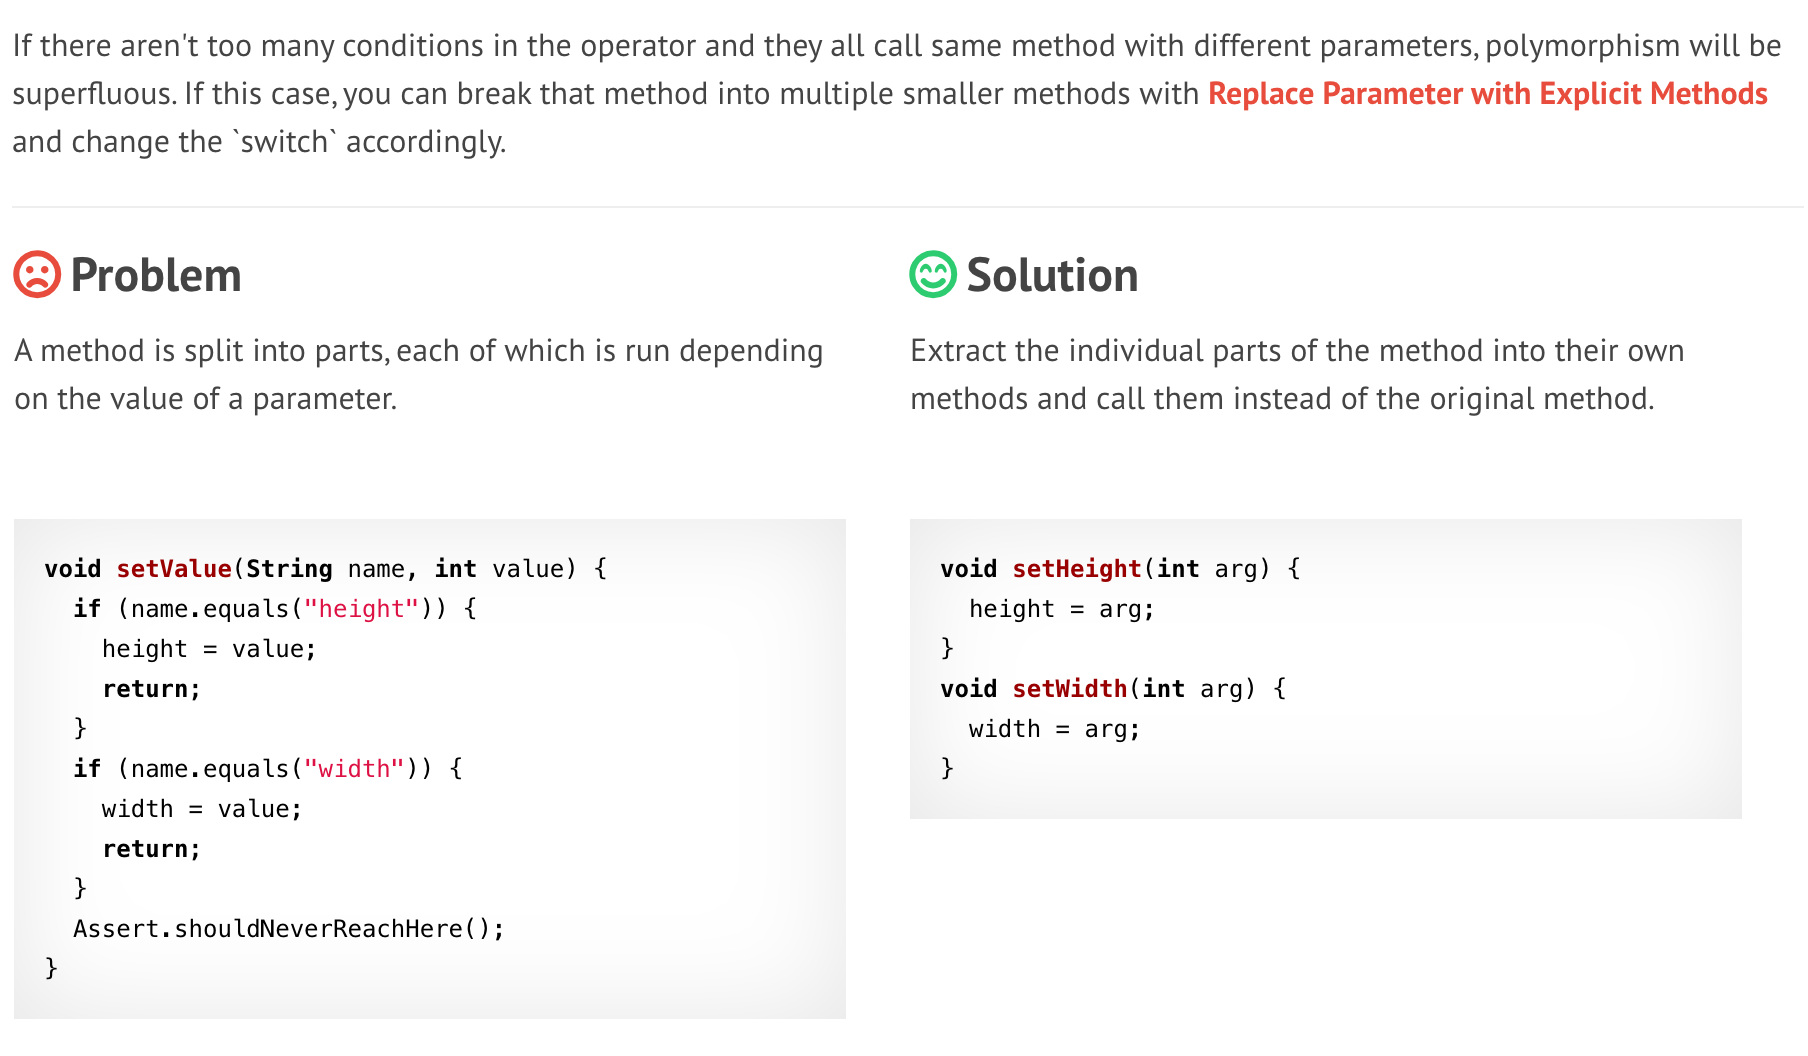 If there aren't too many conditions in the operator and they all call same method with different parameters, polymorphism will be
superfluous. If this case, you can break that method into multiple smaller methods with Replace Parameter with Explicit Methods
and change the `switch` accordingly.
Problem
A method is split into parts, each of which is run depending
on the value of a parameter.
void setValue(String name, int value) {
  if (name.equals("height")) {
    height = value;
    return;
  }
  if (name.equals("width")) {
    width = value;
    return;
  }
  Assert.shouldNeverReachHere();
}
Solution
Extract the individual parts of the method into their own
methods and call them instead of the original method.
void setHeight(int arg) {
  height = arg;
}
void setWidth(int arg) {
  width = arg;
}